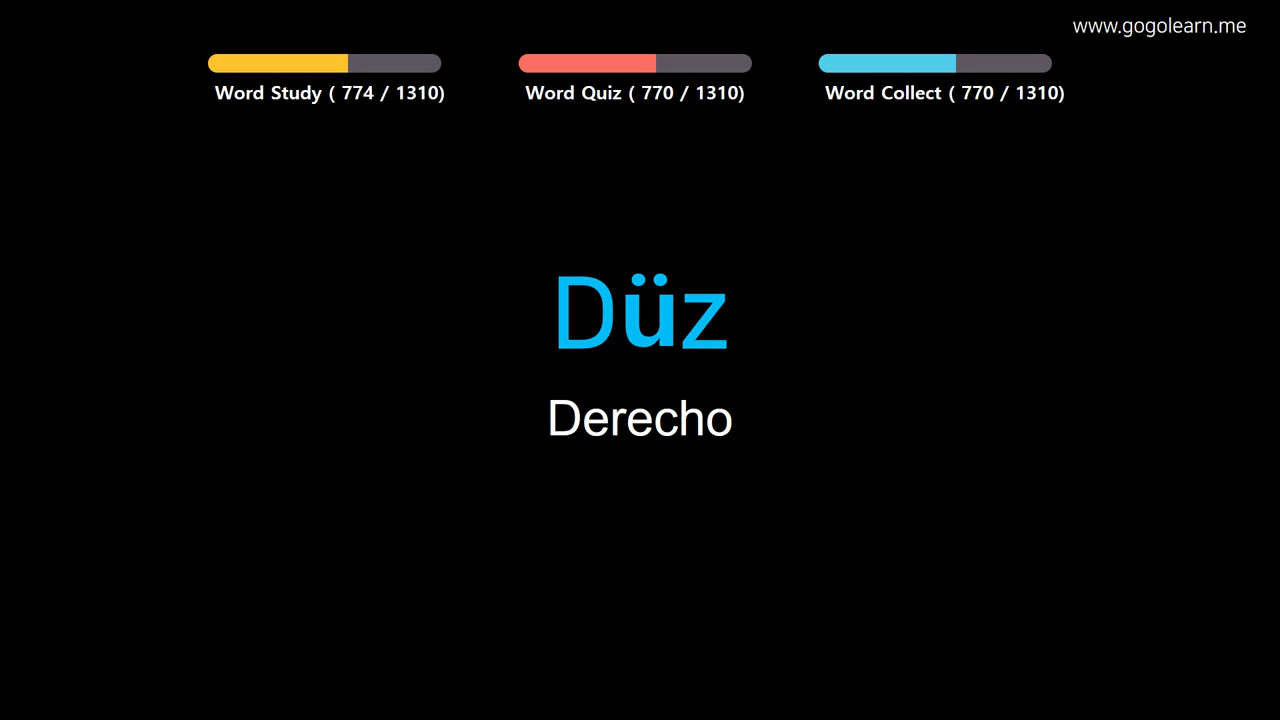 www.gogolearn.me
Word Study ( 774 / 1310)
Word Quiz ( 770 / 1310)
Word Collect ( 770 / 1310)
Düz
Derecho